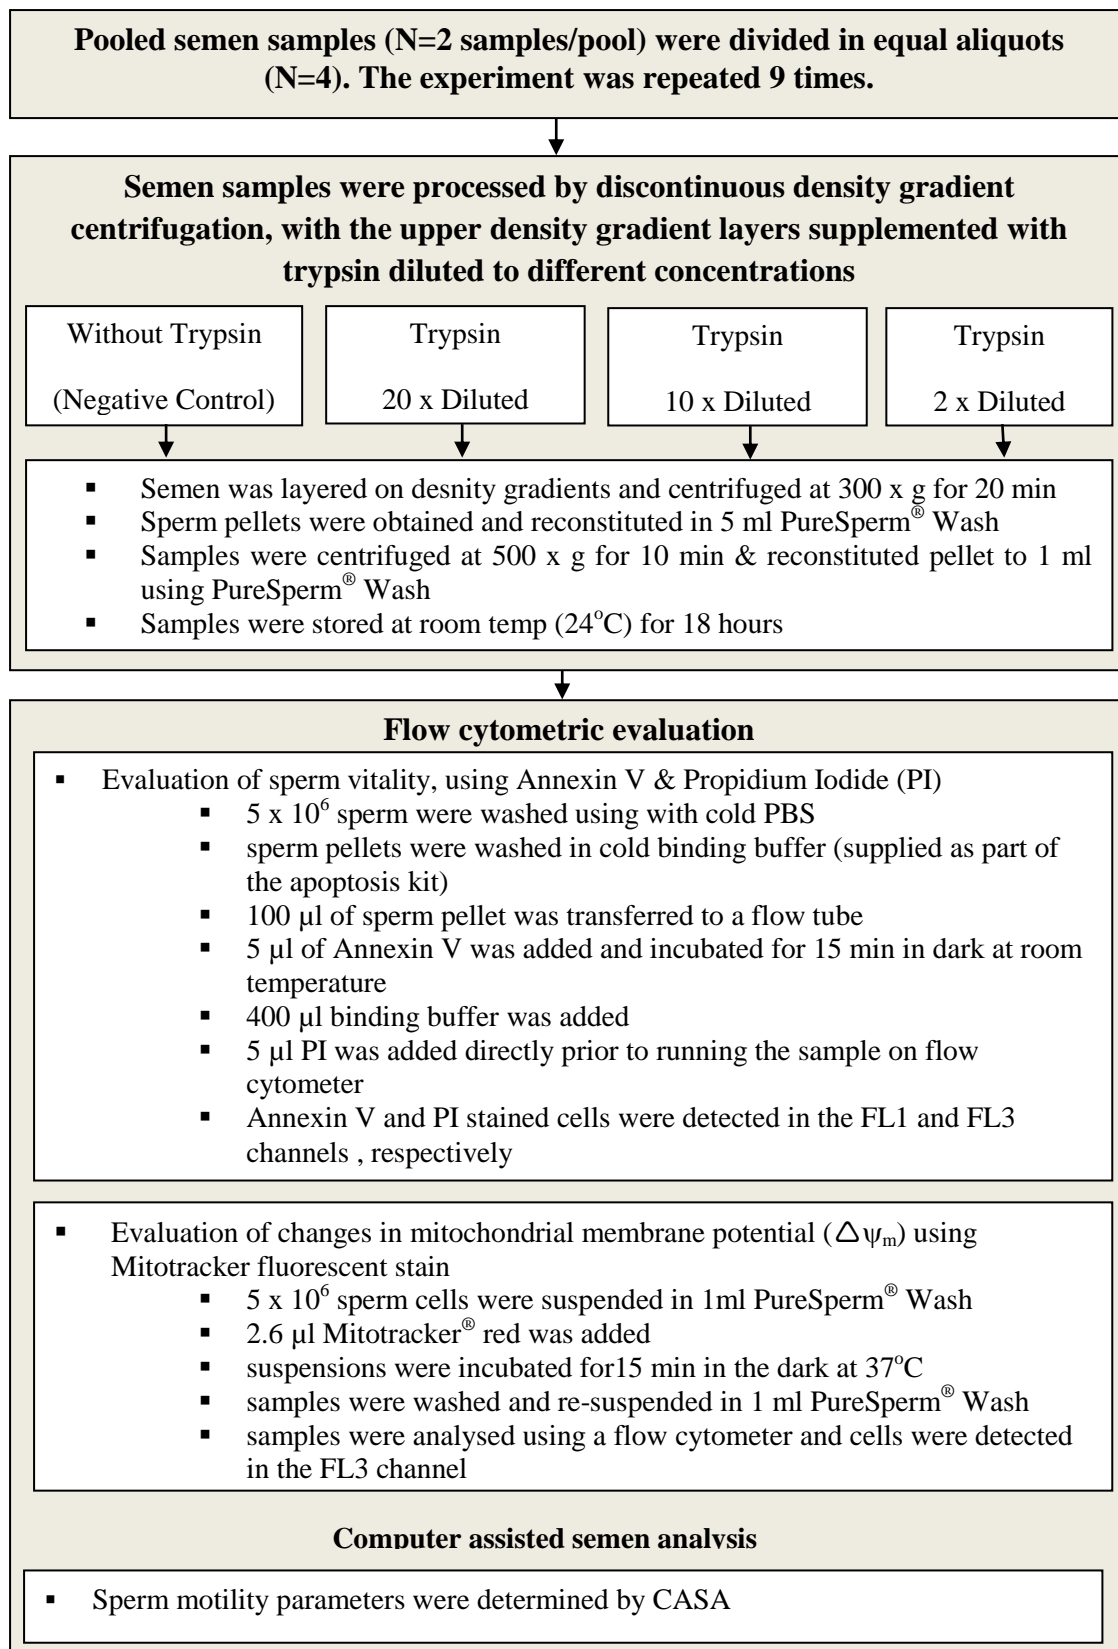 Pooled semen samples (N=2 samples/pool) were divided in equal aliquots
(N=4). The experiment was repeated 9 times.
Semen samples were processed by discontinuous density gradient
centrifugation, with the upper density gradient layers supplemented with
trypsin diluted to different concentrations
Without Trypsin
(Negative Control)
Trypsin
20 x Diluted
Trypsin
10 x Diluted
Trypsin
2 x Diluted
▪ Semen was layered on desnity gradients and centrifuged at 300 x g for 20 min
▪ Sperm pellets were obtained and reconstituted in 5 ml PureSperm® Wash
▪ Samples were centrifuged at 500 x g for 10 min & reconstituted pellet to 1 ml
using PureSperm® Wash
▪ Samples were stored at room temp (24°C) for 18 hours
Flow cytometric evaluation
▪ Evaluation of sperm vitality, using Annexin V & Propidium Iodide (PI)
▪ 5 x 10⁶ sperm were washed using with cold PBS
▪ sperm pellets were washed in cold binding buffer (supplied as part of
the apoptosis kit)
▪ 100 µl of sperm pellet was transferred to a flow tube
▪ 5 µl of Annexin V was added and incubated for 15 min in dark at room
temperature
▪ 400 µl binding buffer was added
▪ 5 µl PI was added directly prior to running the sample on flow
cytometer
▪ Annexin V and PI stained cells were detected in the FL1 and FL3
channels , respectively
▪ Evaluation of changes in mitochondrial membrane potential (△ψₘ) using
Mitotracker fluorescent stain
▪ 5 x 10⁶ sperm cells were suspended in 1ml PureSperm® Wash
▪ 2.6 µl Mitotracker® red was added
▪ suspensions were incubated for15 min in the dark at 37°C
▪ samples were washed and re-suspended in 1 ml PureSperm® Wash
▪ samples were analysed using a flow cytometer and cells were detected
in the FL3 channel
Computer assisted semen analysis
▪ Sperm motility parameters were determined by CASA